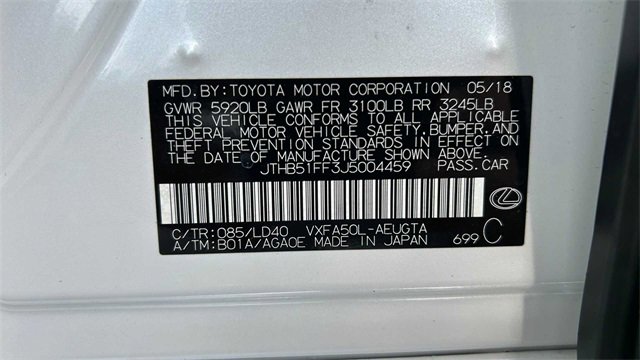 MFD. BY: TOYOTA MOTOR CORPORATION 05/18
GVWR 5920LB GAWR FR 3100LB RR 3245LB
THIS VEHICLE CONFORMS TO ALL APPLICABLE
FEDERAL MOTOR VEHICLE SAFETY, BUMPER, AND
THEFT PREVENTION STANDARDS IN EFFECT ON
THE DATE OF MANUFACTURE SHOWN ABOVE.
JTHB51FF3J5004459 PASS. CAR
C/TR: 085/LD40 VXFA50L-AEUGTA
A/TM: B01A/AGA0E MADE IN JAPAN 699 C